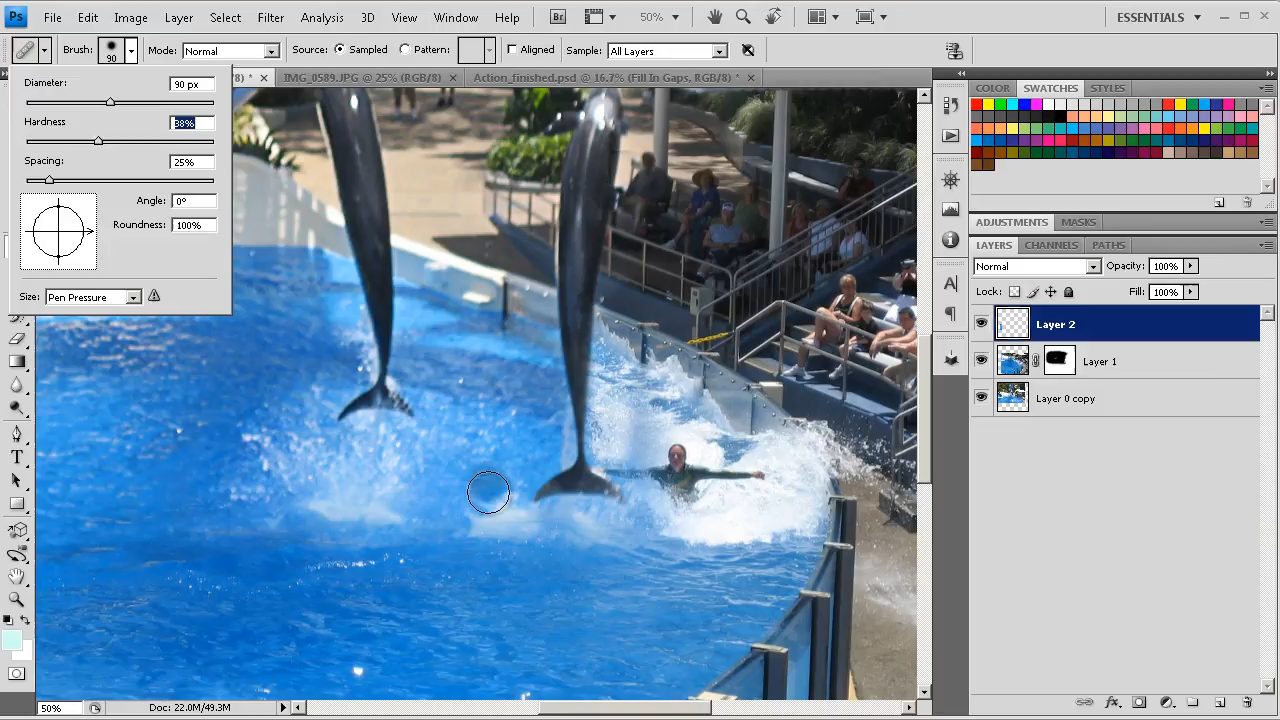 Ps File Edit Image Layer Select Filter Analysis 3D View Window Help Br 50% ESSENTIALS
Brush: 90 Mode: Normal Source: Sampled Pattern: Aligned Sample: All Layers
/8) * IMG_0589.JPG @ 25% (RGB/8) Action_finished.psd @ 16.7% (Fill In Gaps, RGB/8) *
Diameter: 90 px
Hardness 38%
Spacing: 25%
Angle: 0°
Roundness: 100%
Size: Pen Pressure
COLOR SWATCHES STYLES
ADJUSTMENTS MASKS
LAYERS CHANNELS PATHS
Normal Opacity: 100%
Lock: Fill: 100%
Layer 2
Layer 1
Layer 0 copy
50% Doc: 22.0M/49.3M